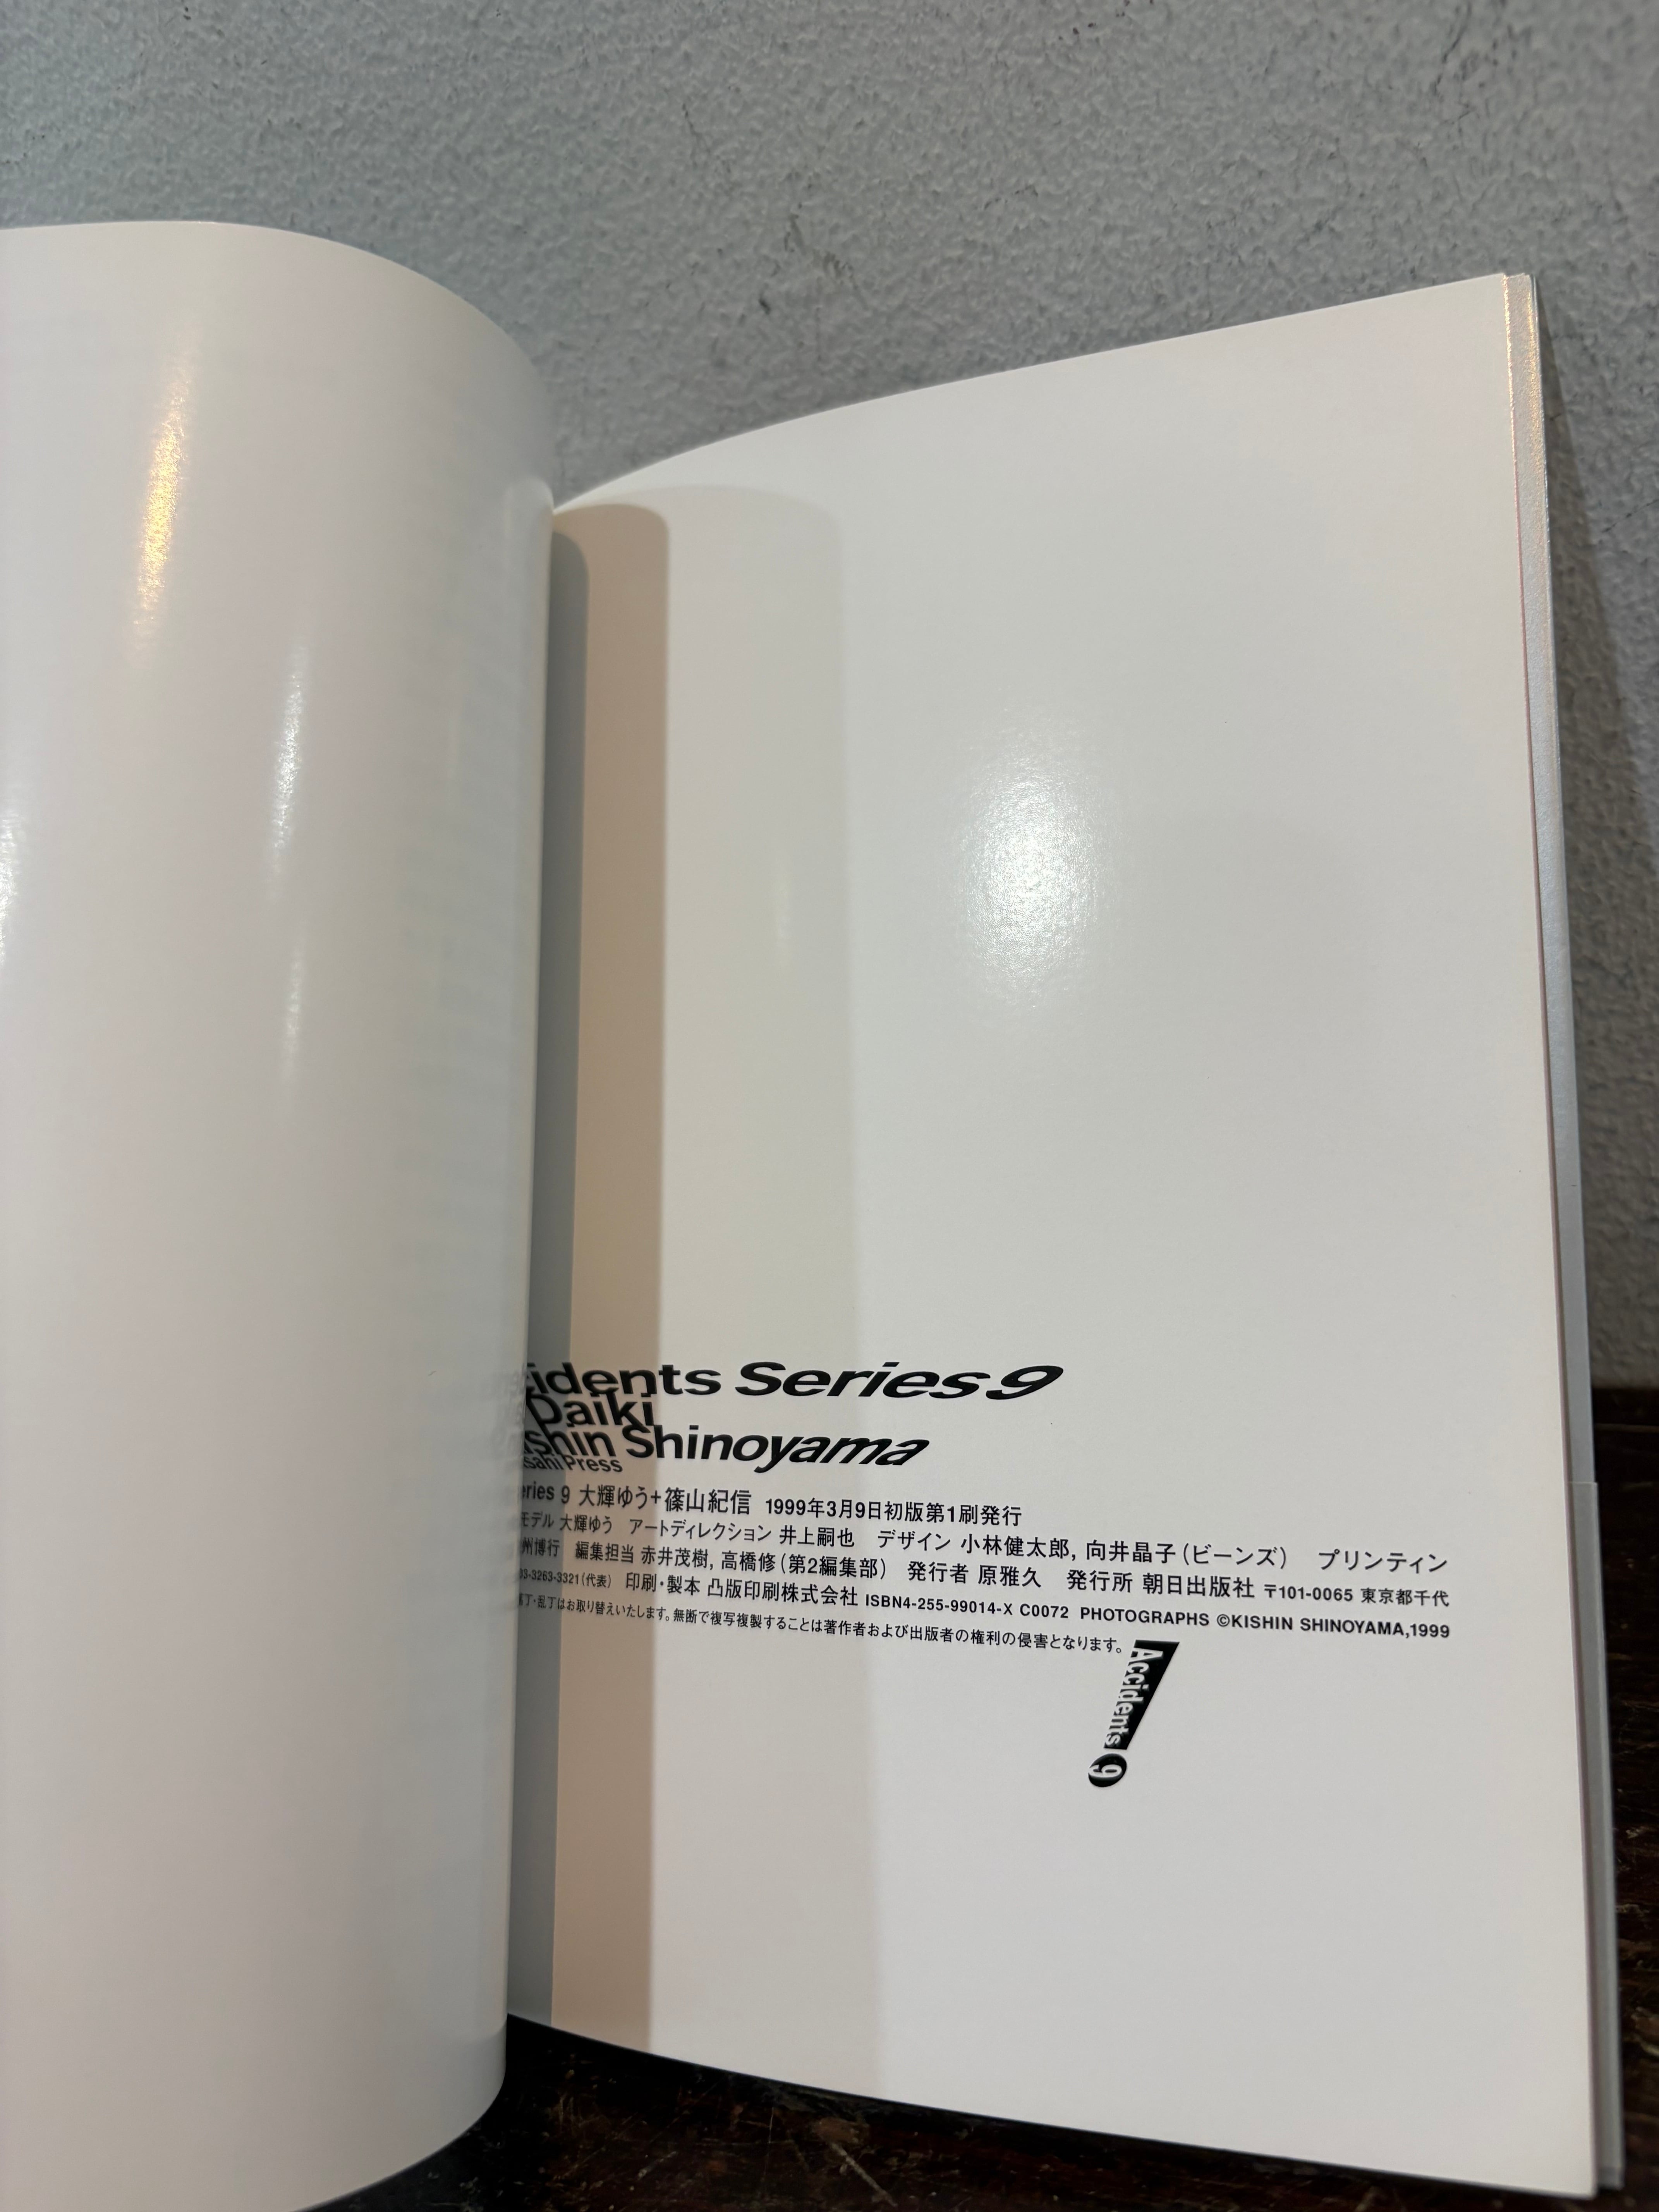 idents Series 9
Daiki
shin Shinoyama
sahi Press
eries 9 大輝ゆう+篠山紀信 1999年3月9日初版第1刷発行
モデル 大輝ゆう アートディレクション 井上嗣也 デザイン 小林健太郎, 向井晶子(ビーンズ) プリンティン
州博行 編集担当 赤井茂樹, 高橋修(第2編集部) 発行者 原雅久 発行所 朝日出版社 〒101-0065 東京都千代
03-3263-3321(代表) 印刷・製本 凸版印刷株式会社 ISBN4-255-99014-X C0072 PHOTOGRAPHS ©KISHIN SHINOYAMA,1999
丁・乱丁はお取り替えいたします。無断で複写複製することは著作者および出版者の権利の侵害となります。
Accidents 9